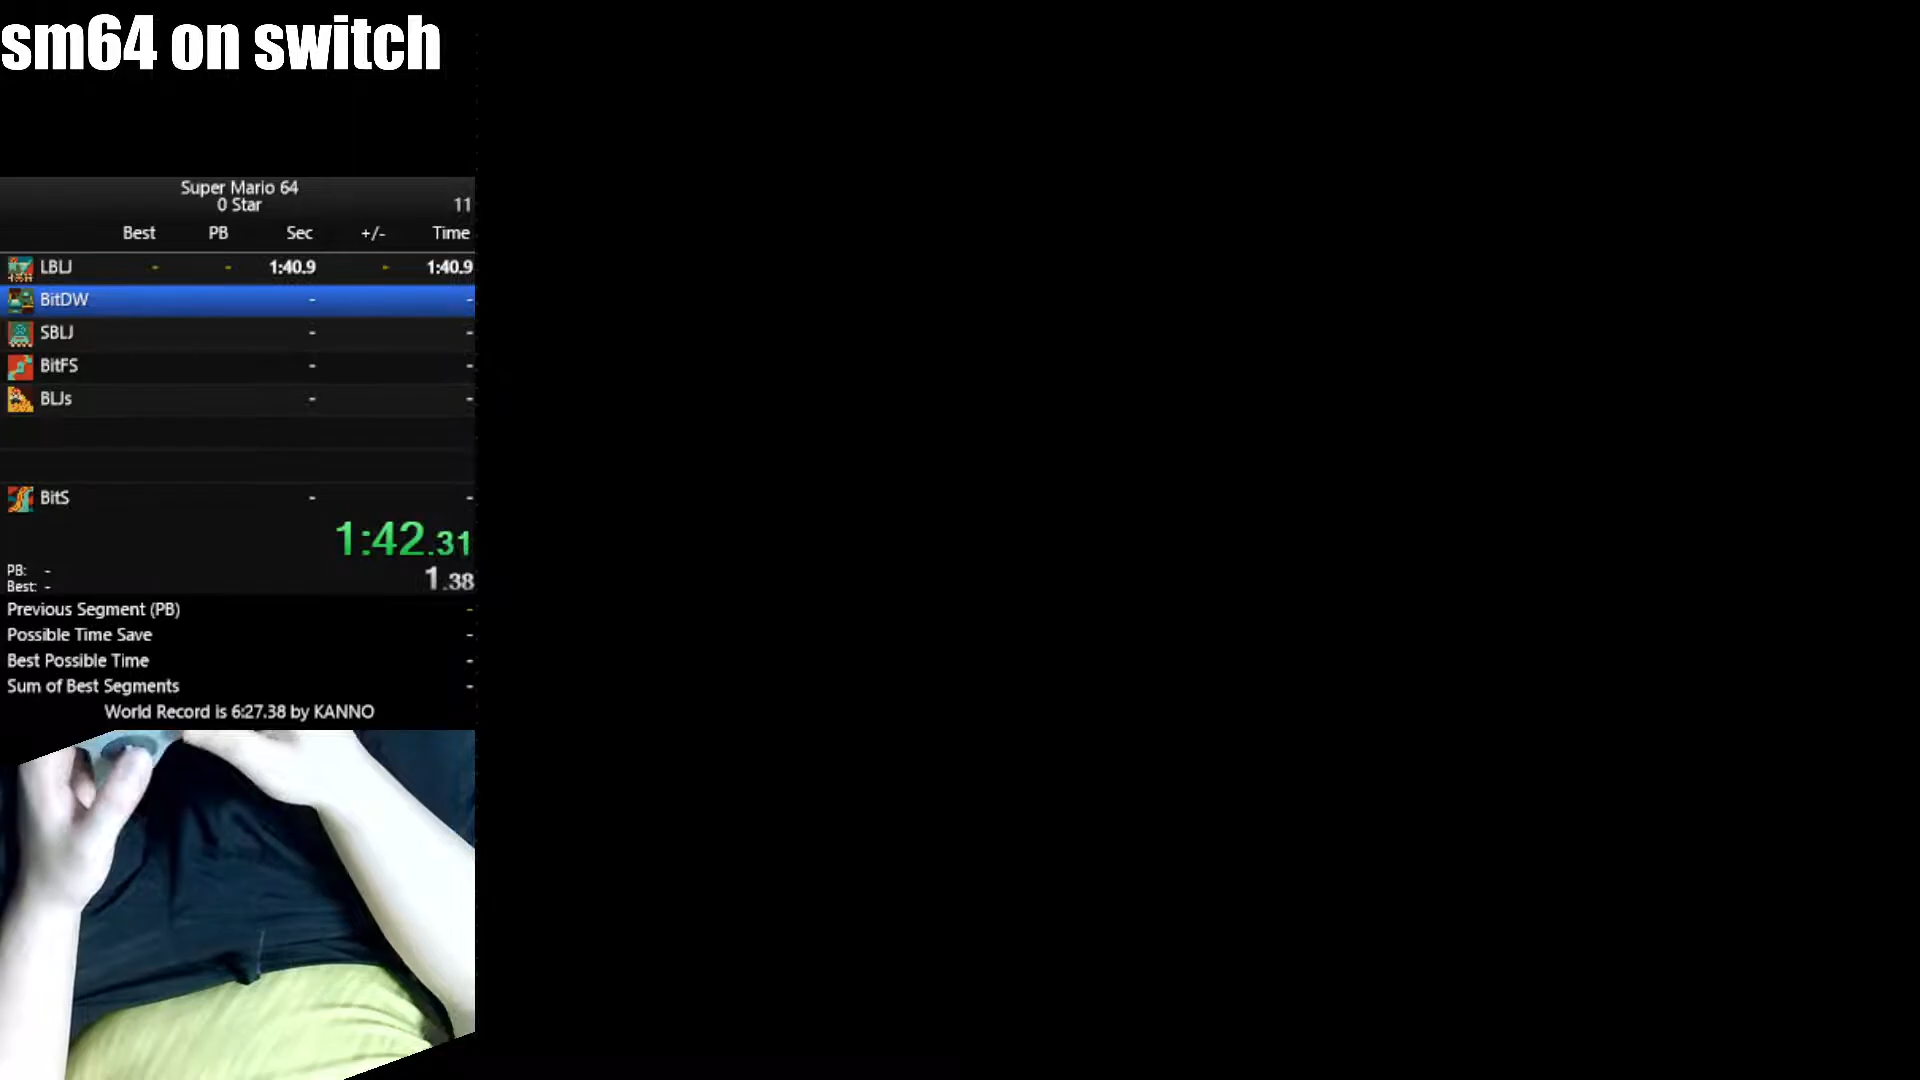 sm64 on switch
Super Mario 64
0 Star 11
Best PB Sec +/- Time
LBLJ - - 1:40.9 - 1:40.9
BitDW - -
SBLJ - -
BitFS - -
BLJs - -
BitS - -
1:42.31
PB: -
1.38
Best: -
Previous Segment (PB) -
Possible Time Save -
Best Possible Time -
Sum of Best Segments -
World Record is 6:27.38 by KANNO